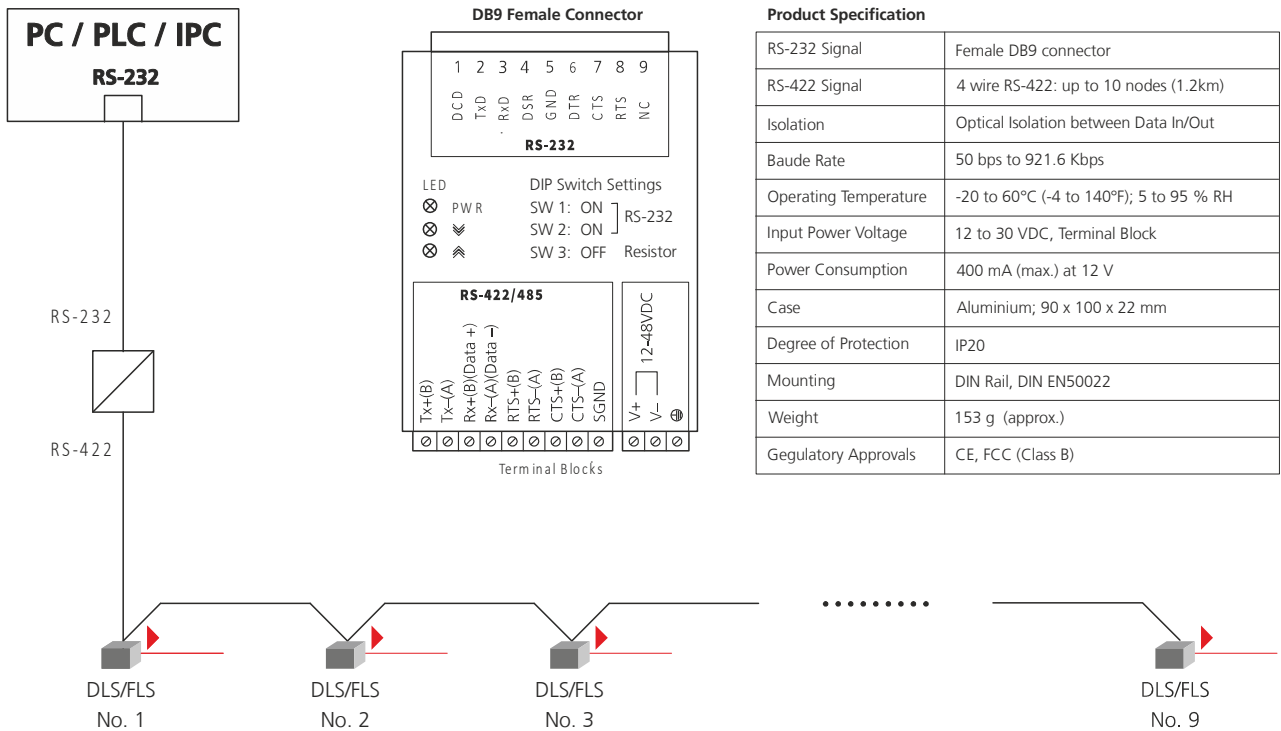 PC / PLC / IPC
RS-232
RS-232
RS-422
DB9 Female Connector
1 2 3 4 5 6 7 8 9
DCD
TxD
RxD
DSR
GND
DTR
CTS
RTS
NC
RS-232
LED
PWR
DIP Switch Settings
SW 1: ON
SW 2: ON
RS-232
SW 3: OFF Resistor
RS-422/485
Tx+(B)
Tx–(A)
Rx+(B)(Data +)
Rx–(A)(Data –)
RTS+(B)
RTS–(A)
CTS+(B)
CTS–(A)
SGND
12-48VDC
V+
V–
Terminal Blocks
Product Specification
RS-232 Signal Female DB9 connector
RS-422 Signal 4 wire RS-422: up to 10 nodes (1.2km)
Isolation Optical Isolation between Data In/Out
Baude Rate 50 bps to 921.6 Kbps
Operating Temperature -20 to 60°C (-4 to 140°F); 5 to 95 % RH
Input Power Voltage 12 to 30 VDC, Terminal Block
Power Consumption 400 mA (max.) at 12 V
Case Aluminium; 90 x 100 x 22 mm
Degree of Protection IP20
Mounting DIN Rail, DIN EN50022
Weight 153 g (approx.)
Gegulatory Approvals CE, FCC (Class B)
DLS/FLS
No. 1
DLS/FLS
No. 2
DLS/FLS
No. 3
DLS/FLS
No. 9